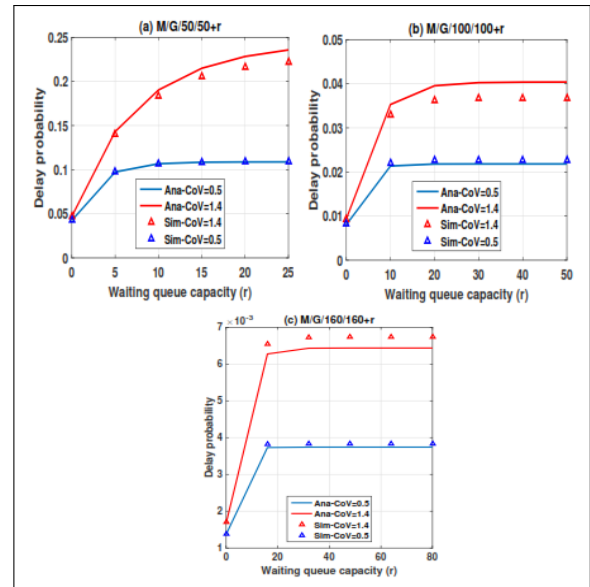 (a) M/G/50/50+r
0.25
0.2
0.15
0.1
0.05
0
Delay probability
Ana-CoV=0.5
Ana-CoV=1.4
Sim-CoV=1.4
Sim-CoV=0.5
0 5 10 15 20 25
Waiting queue capacity (r)
(b) M/G/100/100+r
0.05
0.04
0.03
0.02
0.01
0
Delay probability
Ana-CoV=0.5
Ana-CoV=1.4
Sim-CoV=1.4
Sim-CoV=0.5
0 10 20 30 40 50
Waiting queue capacity (r)
×10⁻³ (c) M/G/160/160+r
7
6
5
4
3
2
1
Delay probability
Ana-CoV=0.5
Ana-CoV=1.4
Sim-CoV=1.4
Sim-CoV=0.5
0 20 40 60 80
Waiting queue capacity (r)